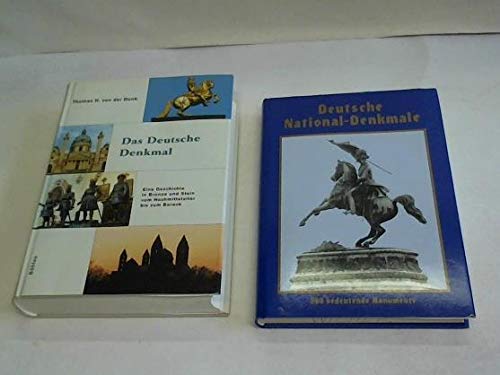 Thomas H. von der Dunk
Das Deutsche
Denkmal
Eine Geschichte
in Bronze und Stein
vom Hochmittelalter
bis zum Barock
Böhlau
Deutsche
National-Denkmale
bedeutende Monumente